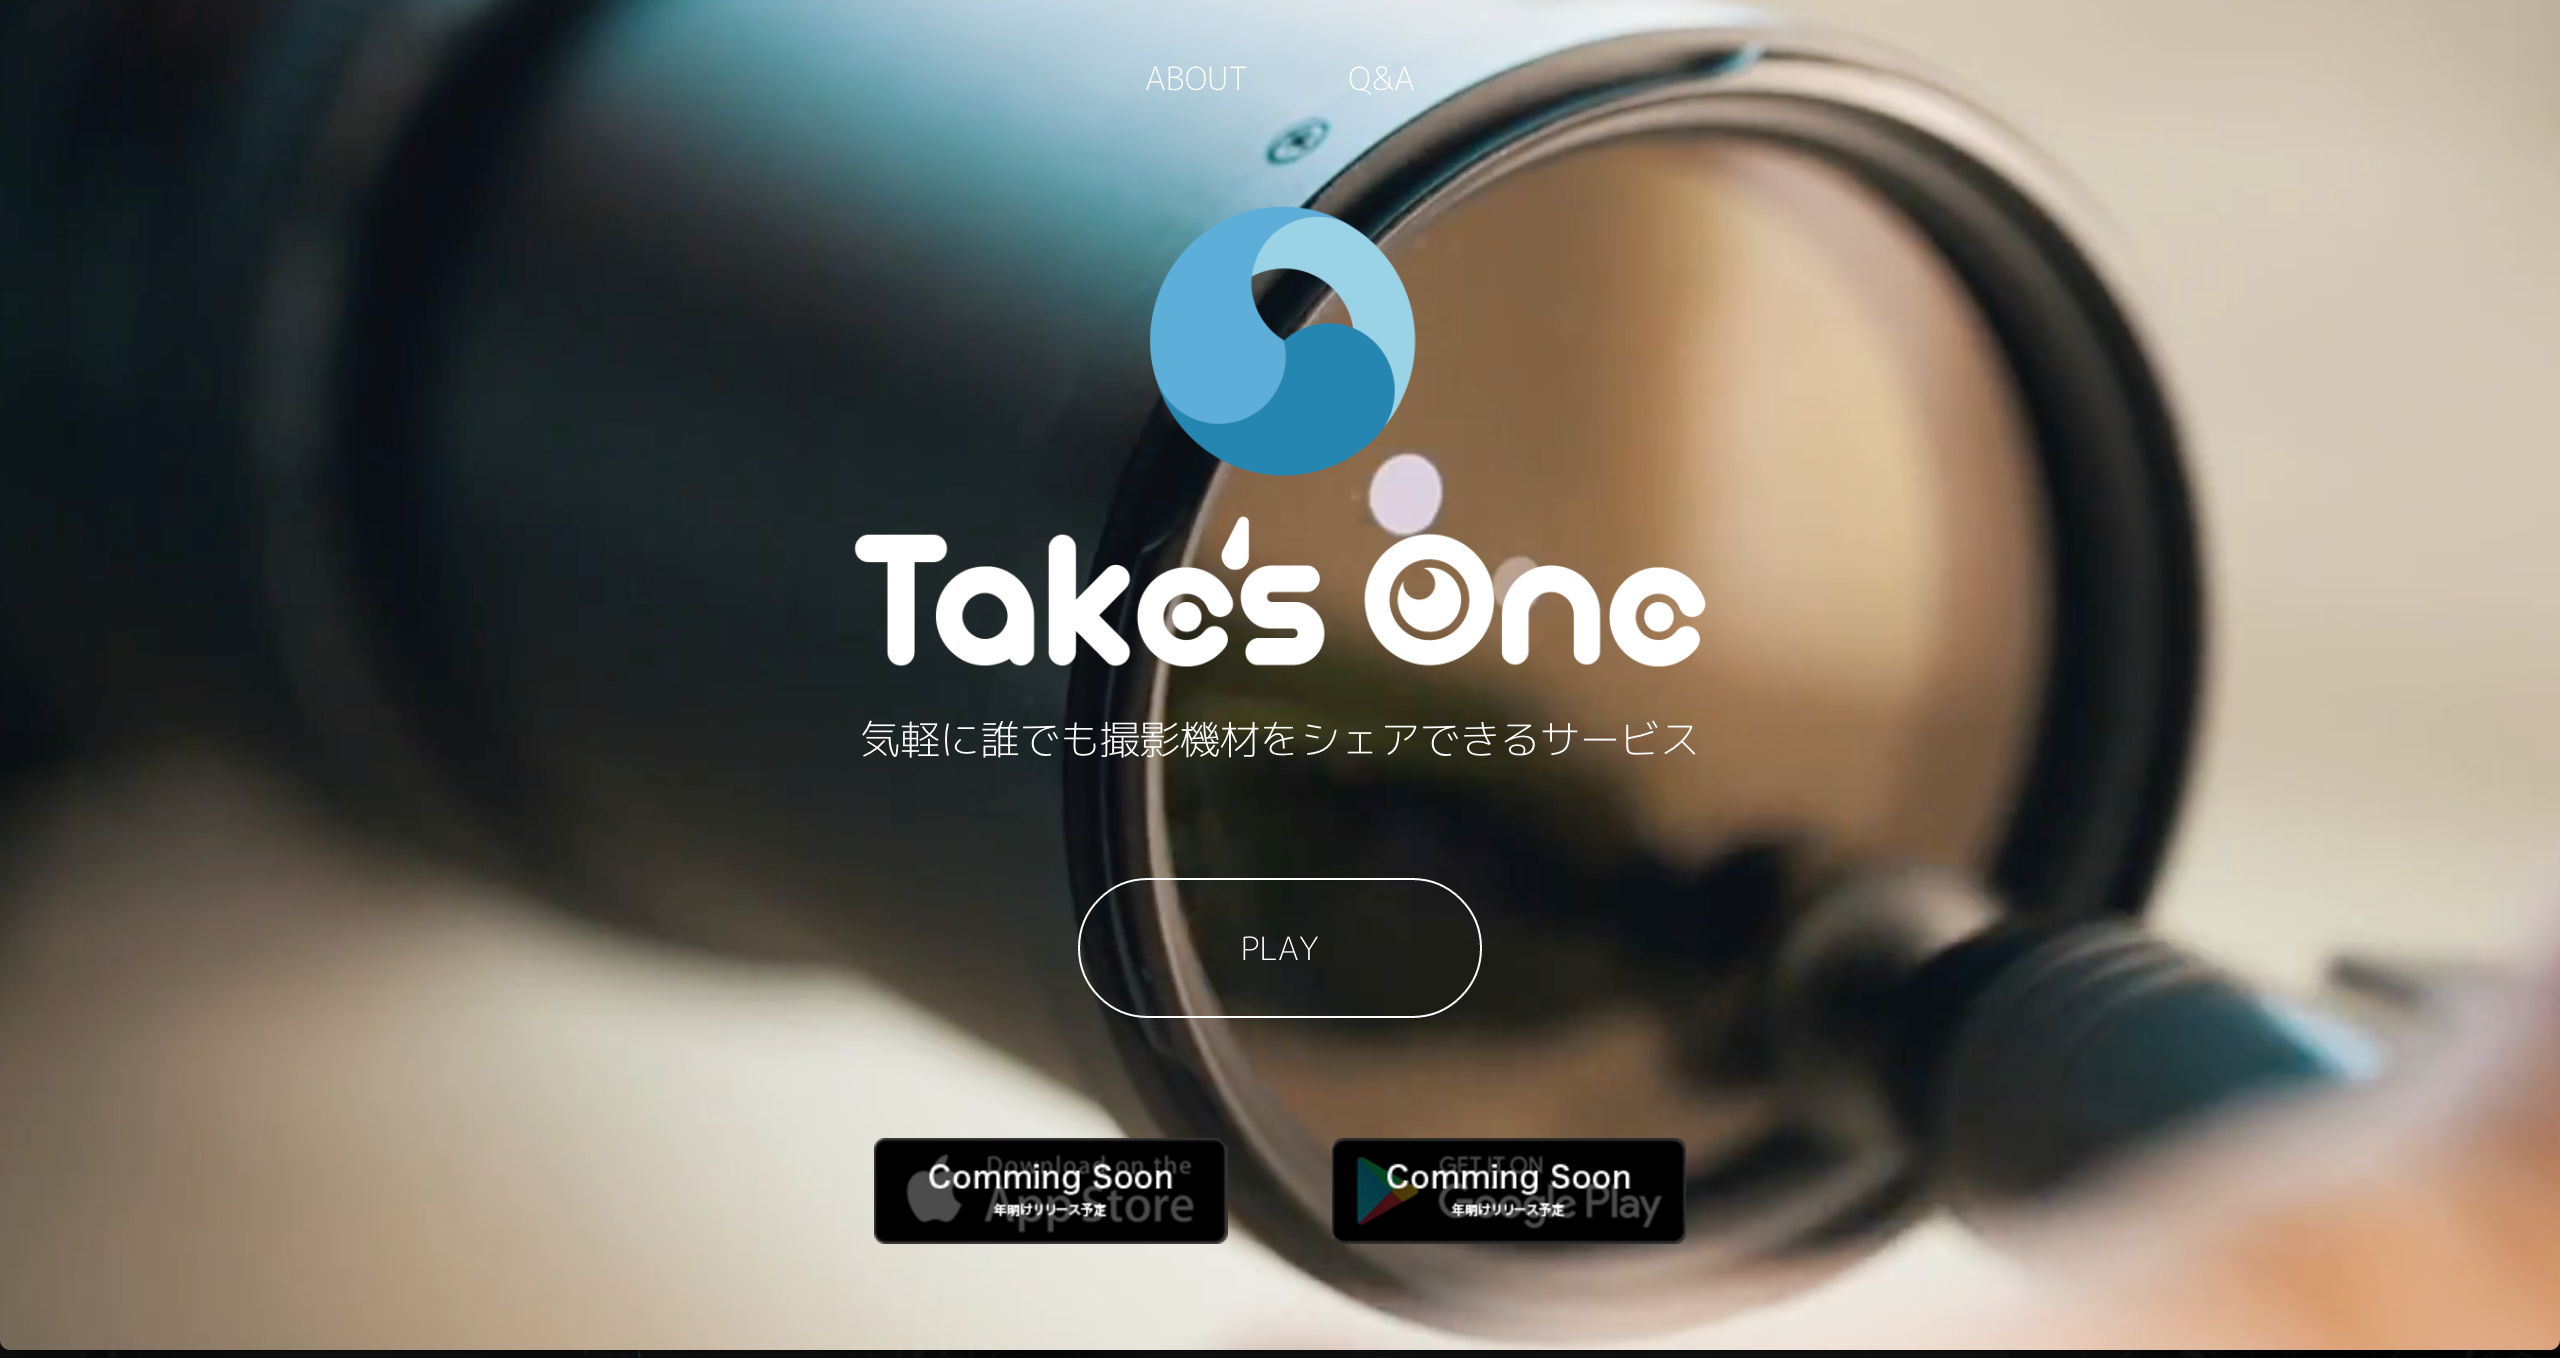 ABOUT Q&A
Take's One
気軽に誰でも撮影機材をシェアできるサービス
PLAY
Download on the
App Store
Comming Soon
年明けリリース予定
GET IT ON
Google Play
Comming Soon
年明けリリース予定